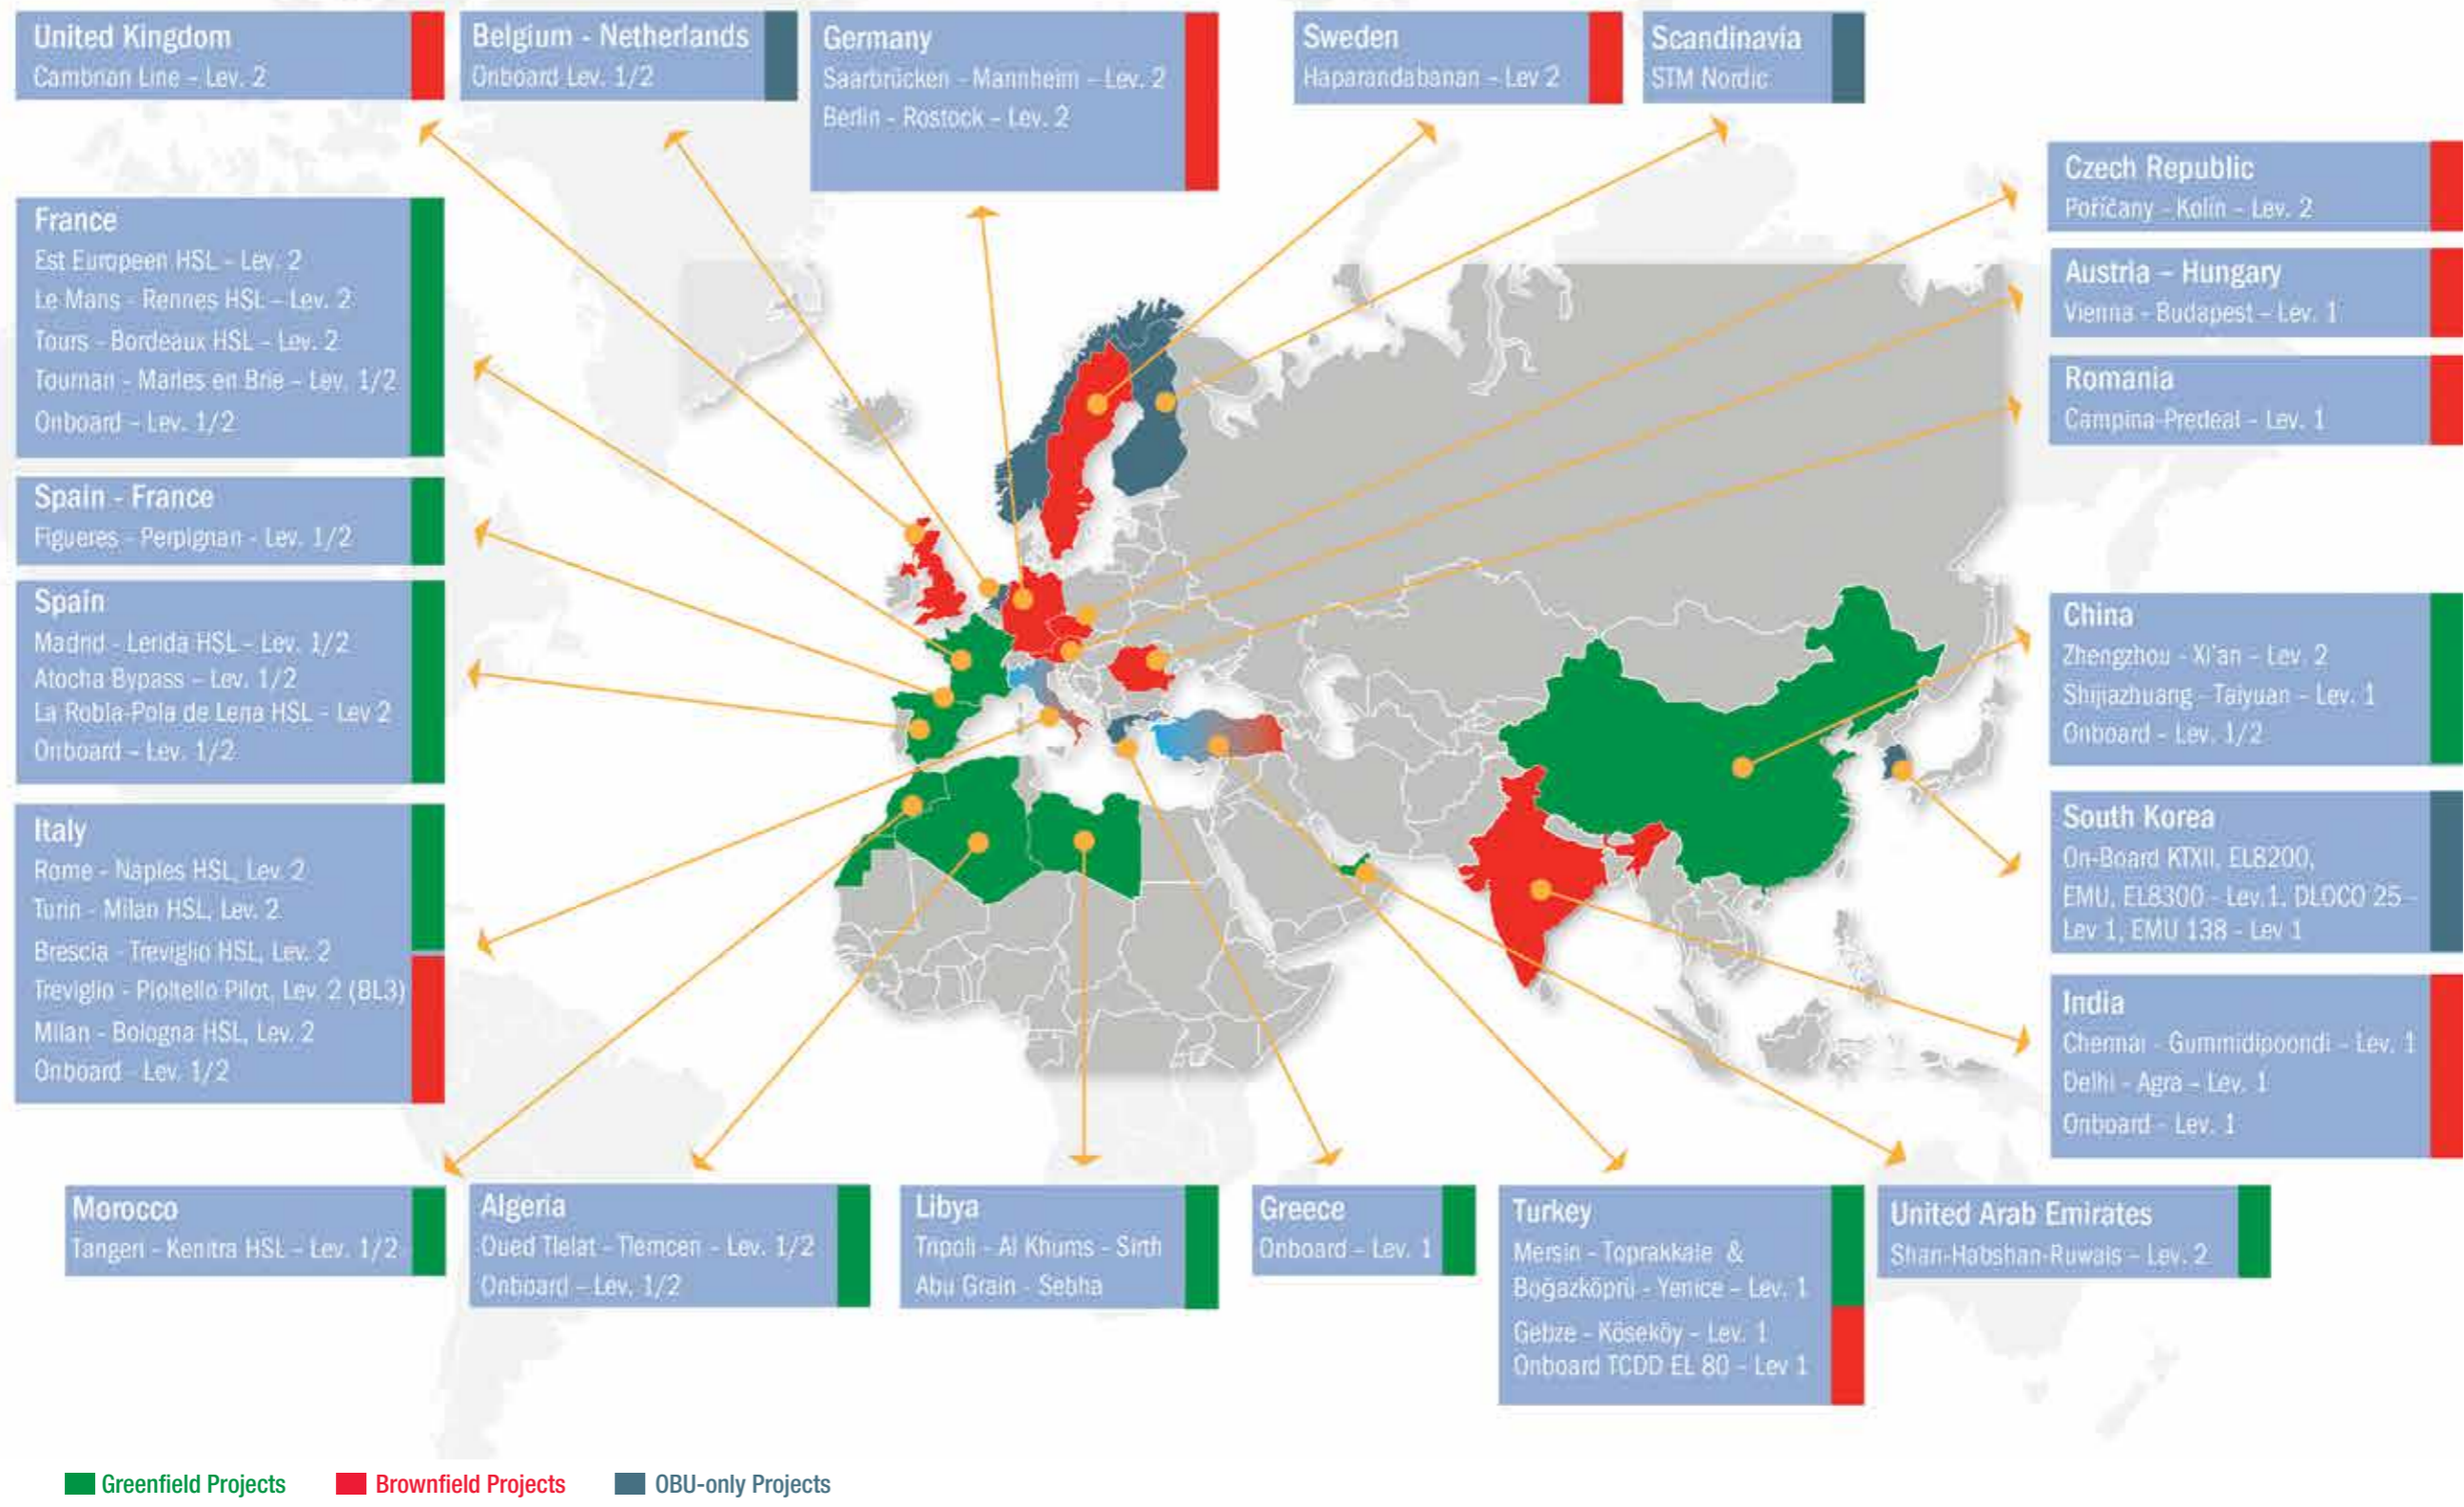 United Kingdom
Cambrian Line – Lev. 2
Belgium - Netherlands
Onboard Lev. 1/2
Germany
Saarbrücken - Mannheim – Lev. 2
Berlin - Rostock – Lev. 2
Sweden
Haparandabanan – Lev 2
Scandinavia
STM Nordic
Czech Republic
Poříčany - Kolín – Lev. 2
Austria – Hungary
Vienna - Budapest – Lev. 1
Romania
Campina-Predeal – Lev. 1
France
Est Europeen HSL – Lev. 2
Le Mans - Rennes HSL – Lev. 2
Tours - Bordeaux HSL – Lev. 2
Tournan - Marles en Brie – Lev. 1/2
Onboard – Lev. 1/2
Spain - France
Figueres - Perpignan - Lev. 1/2
Spain
Madrid - Lerida HSL – Lev. 1/2
Atocha Bypass – Lev. 1/2
La Robla-Pola de Lena HSL – Lev 2
Onboard – Lev. 1/2
Italy
Rome - Naples HSL, Lev. 2
Turin - Milan HSL, Lev. 2
Brescia - Treviglio HSL, Lev. 2
Treviglio - Pioltello Pilot, Lev. 2 (BL3)
Milan - Bologna HSL, Lev. 2
Onboard - Lev. 1/2
China
Zhengzhou - Xi'an – Lev. 2
Shijiazhuang - Taiyuan – Lev. 1
Onboard – Lev. 1/2
South Korea
On-Board KTXII, EL8200,
EMU, EL8300 - Lev.1, DLOCO 25 –
Lev 1, EMU 138 - Lev 1
India
Chennai - Gummidipoondi – Lev. 1
Delhi - Agra – Lev. 1
Onboard – Lev. 1
Morocco
Tangeri - Kenitra HSL – Lev. 1/2
Algeria
Oued Tlelat - Tlemcen - Lev. 1/2
Onboard – Lev. 1/2
Libya
Tripoli - Al Khums - Sirth
Abu Grain - Sebha
Greece
Onboard – Lev. 1
Turkey
Mersin - Toprakkale &
Boğazköprü - Yenice – Lev. 1
Gebze - Köseköy – Lev. 1
Onboard TCDD EL 80 – Lev 1
United Arab Emirates
Shan-Habshan-Ruwais – Lev. 2
Greenfield Projects
Brownfield Projects
OBU-only Projects